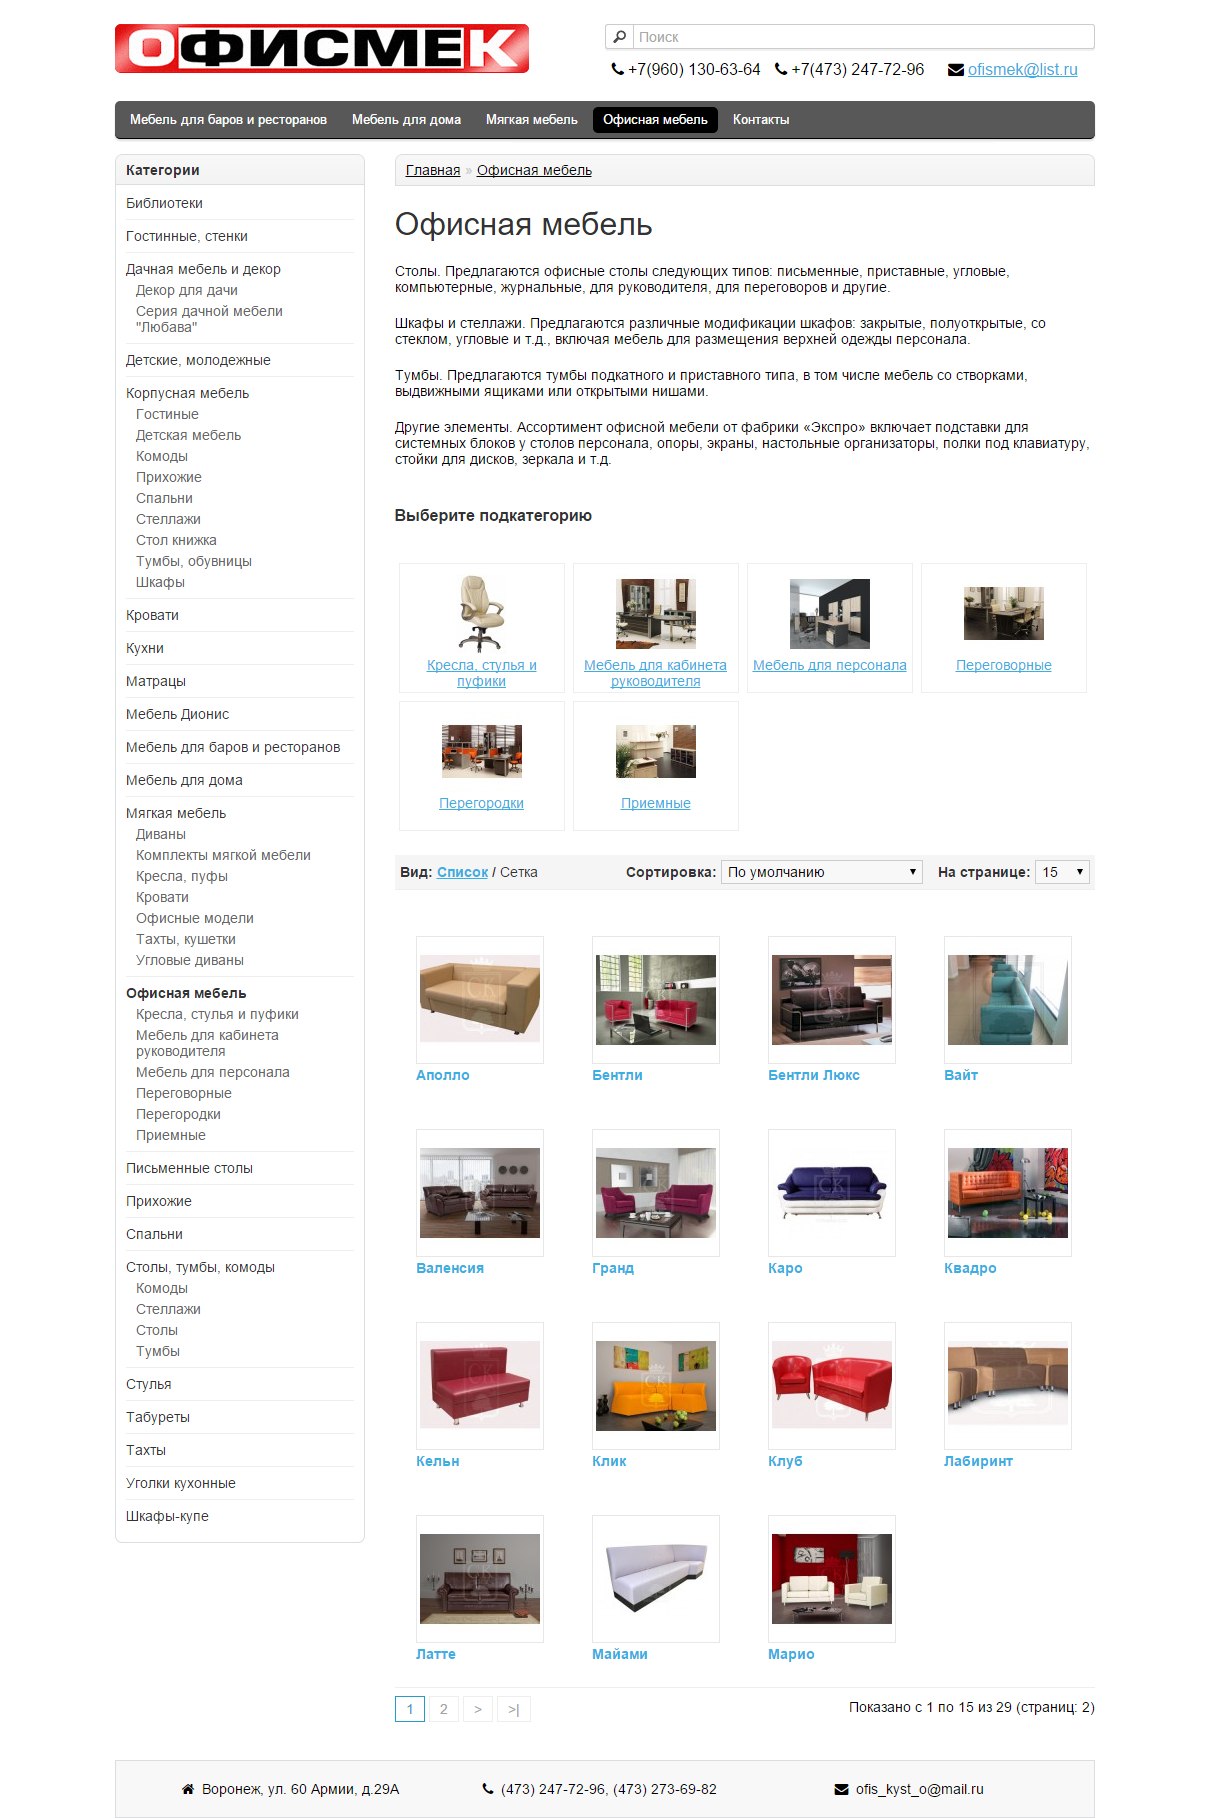 ОФИСМЕК
Поиск
+7(960) 130-63-64 +7(473) 247-72-96 ofismek@list.ru
Мебель для баров и ресторанов Мебель для дома Мягкая мебель Офисная мебель Контакты
Категории
Библиотеки
Гостинные, стенки
Дачная мебель и декор
Декор для дачи
Серия дачной мебели
"Любава"
Детские, молодежные
Корпусная мебель
Гостиные
Детская мебель
Комоды
Прихожие
Спальни
Стеллажи
Стол книжка
Тумбы, обувницы
Шкафы
Кровати
Кухни
Матрацы
Мебель Дионис
Мебель для баров и ресторанов
Мебель для дома
Мягкая мебель
Диваны
Комплекты мягкой мебели
Кресла, пуфы
Кровати
Офисные модели
Тахты, кушетки
Угловые диваны
Офисная мебель
Кресла, стулья и пуфики
Мебель для кабинета
руководителя
Мебель для персонала
Переговорные
Перегородки
Приемные
Письменные столы
Прихожие
Спальни
Столы, тумбы, комоды
Комоды
Стеллажи
Столы
Тумбы
Стулья
Табуреты
Тахты
Уголки кухонные
Шкафы-купе
Главная » Офисная мебель
Офисная мебель
Столы. Предлагаются офисные столы следующих типов: письменные, приставные, угловые,
компьютерные, журнальные, для руководителя, для переговоров и другие.
Шкафы и стеллажи. Предлагаются различные модификации шкафов: закрытые, полуоткрытые, со
стеклом, угловые и т.д., включая мебель для размещения верхней одежды персонала.
Тумбы. Предлагаются тумбы подкатного и приставного типа, в том числе мебель со створками,
выдвижными ящиками или открытыми нишами.
Другие элементы. Ассортимент офисной мебели от фабрики «Экспро» включает подставки для
системных блоков у столов персонала, опоры, экраны, настольные организаторы, полки под клавиатуру,
стойки для дисков, зеркала и т.д.
Выберите подкатегорию
Кресла, стулья и
пуфики
Мебель для кабинета
руководителя
Мебель для персонала
Переговорные
Перегородки
Приемные
Вид: Список / Сетка Сортировка: По умолчанию На странице: 15
Аполло Бентли Бентли Люкс Вайт
Валенсия Гранд Каро Квадро
Кельн Клик Клуб Лабиринт
Латте Майами Марио
1 2 > >| Показано с 1 по 15 из 29 (страниц: 2)
Воронеж, ул. 60 Армии, д.29А (473) 247-72-96, (473) 273-69-82 ofis_kyst_o@mail.ru